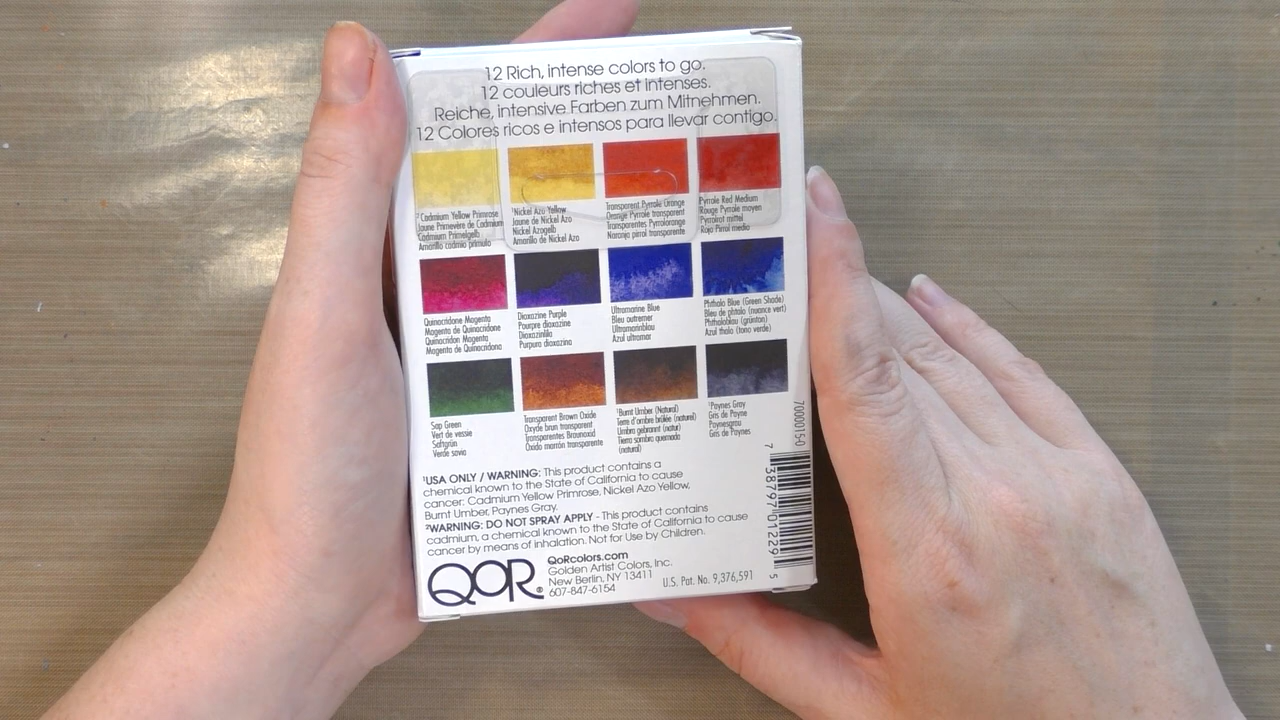 12 Rich, intense colors to go.
12 couleurs riches et intenses.
Reiche, intensive Farben zum Mitnehmen.
12 Colores ricos e intensos para llevar contigo.
²Cadmium Yellow Primrose
Jaune Primevère de Cadmium
Cadmium Primelgelb
Amarillo cadmio prímula
¹Nickel Azo Yellow
Jaune de Nickel Azo
Nickel Azogelb
Amarillo de Nickel Azo
Transparent Pyrrole Orange
Orange Pyrrole transparent
Transparentes Pyrrolorange
Naranja pirrol transparente
Pyrrole Red Medium
Rouge Pyrrole moyen
Pyrrolrot mittel
Rojo Pirrol medio
Quinacridone Magenta
Magenta de Quinacridone
Quinacridon Magenta
Magenta de Quinacridona
Dioxazine Purple
Pourpre dioxazine
Dioxazinlila
Purpura dioxazina
Ultramarine Blue
Bleu outremer
Ultramarinblau
Azul ultramar
Phthalo Blue (Green Shade)
Bleu de phtalo (nuance vert)
Phthaloblau (grünton)
Azul thalo (tono verde)
Sap Green
Vert de vessie
Saftgrün
Verde savia
Transparent Brown Oxide
Oxyde brun transparent
Transparentes Braunoxid
Oxido marrón transparente
¹Burnt Umber (Natural)
Terre d'ombre brûlée (naturel)
Umbra gebrannt (natur)
Tierra sombra quemada
(natural)
¹Paynes Gray
Gris de Payne
Paynesgrau
Gris de Paynes
¹USA ONLY / WARNING: This product contains a
chemical known to the State of California to cause
cancer: Cadmium Yellow Primrose, Nickel Azo Yellow,
Burnt Umber, Paynes Gray.
²WARNING: DO NOT SPRAY APPLY - This product contains
cadmium, a chemical known to the State of California to cause
cancer by means of inhalation. Not for Use by Children.
QOR®
QoRcolors.com
Golden Artist Colors, Inc.
New Berlin, NY 13411
607-847-6154
U.S. Pat. No. 9,376,591
7000150
7 38797 01229 5